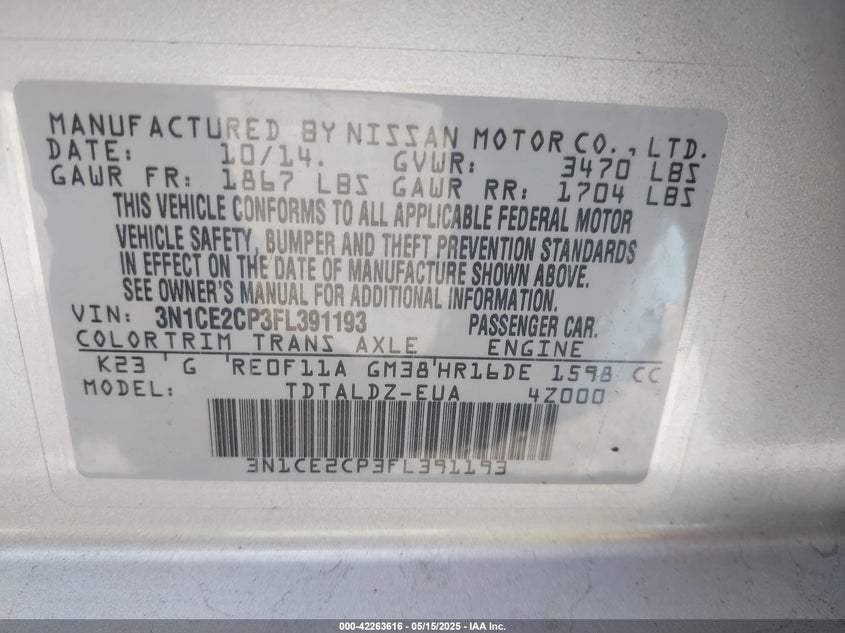 MANUFACTURED BY NISSAN MOTOR CO., LTD.
DATE: 10/14. GVWR: 3470 LBS
GAWR FR: 1867 LBS GAWR RR: 1704 LBS
THIS VEHICLE CONFORMS TO ALL APPLICABLE FEDERAL MOTOR
VEHICLE SAFETY, BUMPER AND THEFT PREVENTION STANDARDS
IN EFFECT ON THE DATE OF MANUFACTURE SHOWN ABOVE.
SEE OWNER'S MANUAL FOR ADDITIONAL INFORMATION.
VIN: 3N1CE2CP3FL391193 PASSENGER CAR.
COLOR TRIM TRANS AXLE ENGINE
K23 ' G 'RE0F11A GM38'HR16DE 1598 CC
MODEL: TDTALDZ-EUA 4Z000
3N1CE2CP3FL391193
000-42263616 - 05/15/2025 - IAA Inc.